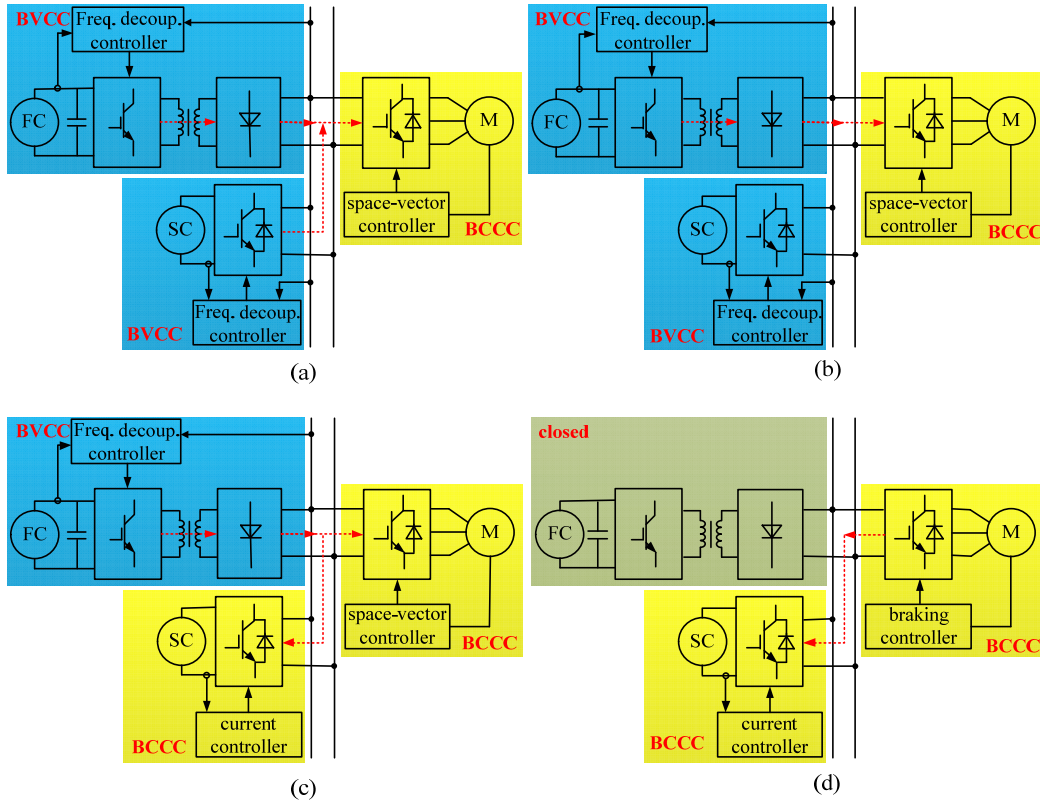 BVCC
Freq. decoup.
controller
FC
M
space-vector
controller
BCCC
SC
Freq. decoup.
controller
BVCC
(a)
BVCC
Freq. decoup.
controller
FC
M
space-vector
controller
BCCC
SC
Freq. decoup.
controller
BVCC
(b)
BVCC
Freq. decoup.
controller
FC
M
space-vector
controller
BCCC
SC
current
controller
BCCC
(c)
closed
FC
M
braking
controller
BCCC
SC
current
controller
BCCC
(d)